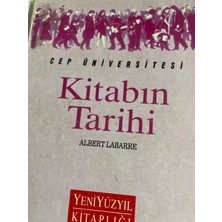 CEP ÜNİVERSİTESİ
Kitabın
Tarihi
ALBERT LABARRE
YENİYÜZYIL
KİTAPLIĞI